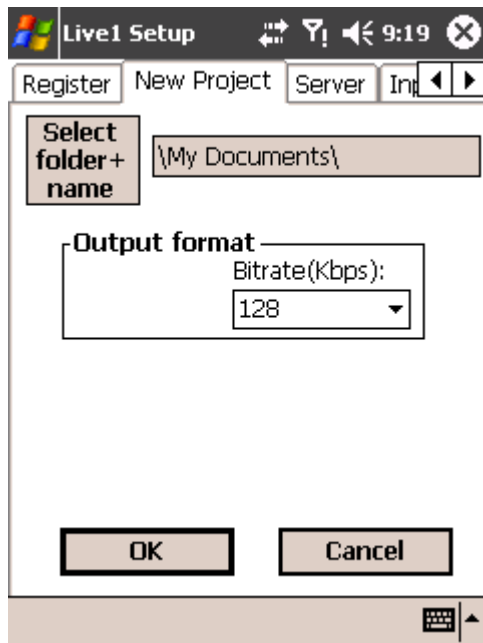 Live1 Setup 9:19
Register New Project Server Inp
Select
folder+
name
\My Documents\
Output format
Bitrate(Kbps):
128
OK Cancel